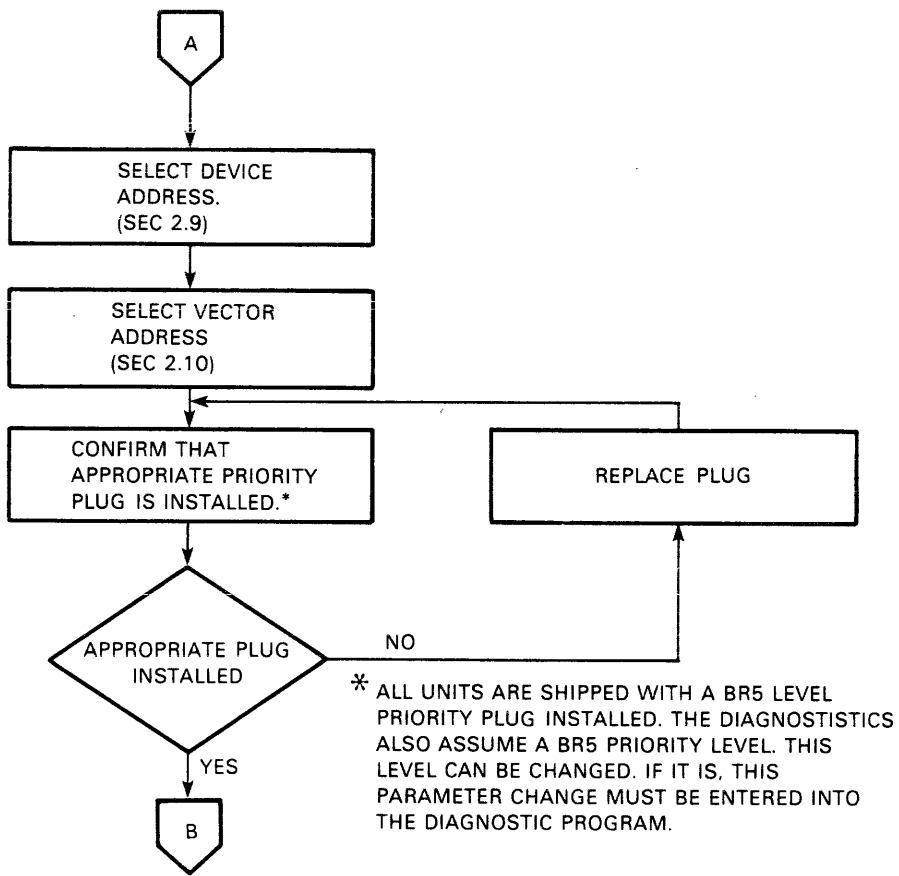 A
SELECT DEVICE
ADDRESS.
(SEC 2.9)
SELECT VECTOR
ADDRESS
(SEC 2.10)
CONFIRM THAT
APPROPRIATE PRIORITY
PLUG IS INSTALLED.*
REPLACE PLUG
APPROPRIATE PLUG
INSTALLED
NO
YES
B
* ALL UNITS ARE SHIPPED WITH A BR5 LEVEL
PRIORITY PLUG INSTALLED. THE DIAGNOSTISTICS
ALSO ASSUME A BR5 PRIORITY LEVEL. THIS
LEVEL CAN BE CHANGED. IF IT IS, THIS
PARAMETER CHANGE MUST BE ENTERED INTO
THE DIAGNOSTIC PROGRAM.